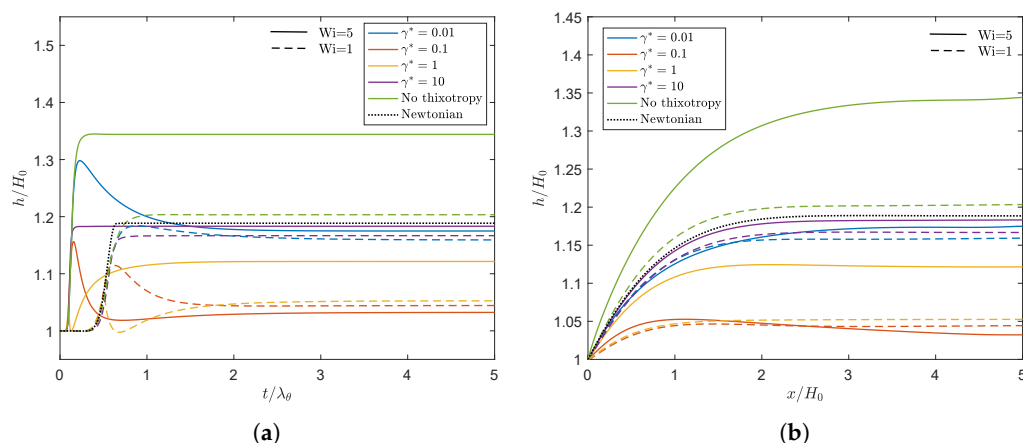 1.5
1.4
1.3
1.2
1.1
1
h/H₀
0
1
2
3
4
5
t/λ_θ
Wi=5
Wi=1
γ* = 0.01
γ* = 0.1
γ* = 1
γ* = 10
No thixotropy
Newtonian
(a)
1.45
1.4
1.35
1.3
1.25
1.2
1.15
1.1
1.05
1
h/H₀
0
1
2
3
4
5
x/H₀
γ* = 0.01
γ* = 0.1
γ* = 1
γ* = 10
No thixotropy
Newtonian
Wi=5
Wi=1
(b)